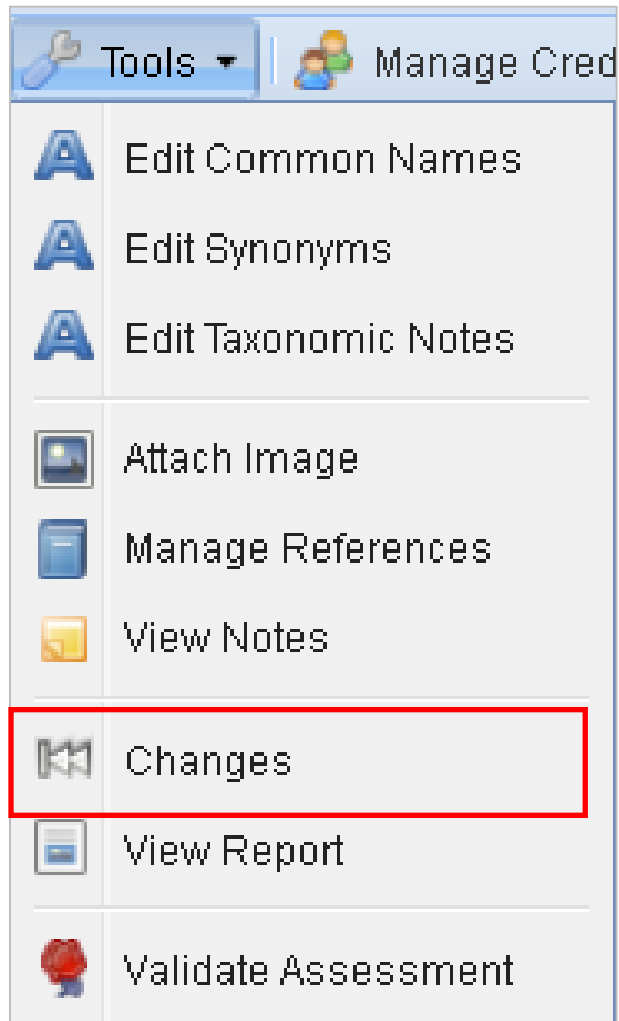 Tools
Manage Cred
Edit Common Names
Edit Synonyms
Edit Taxonomic Notes
Attach Image
Manage References
View Notes
Changes
View Report
Validate Assessment